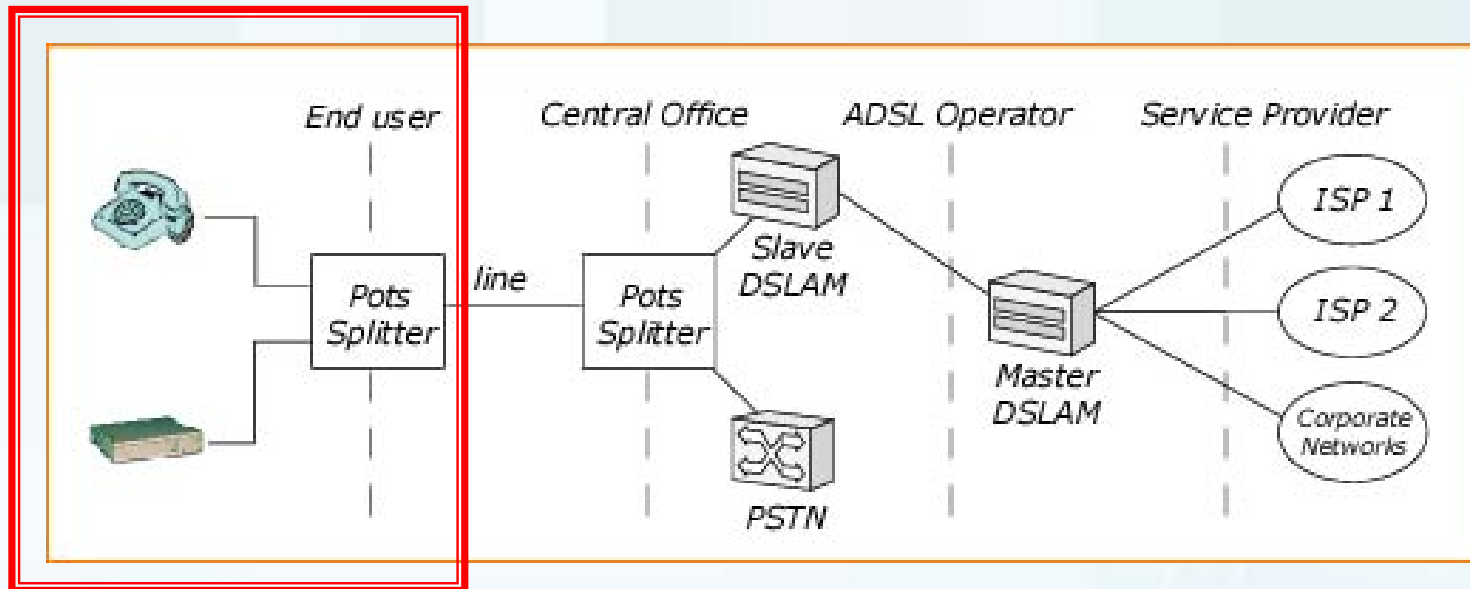 End user
Central Office
ADSL Operator
Service Provider
Pots
Splitter
line
Pots
Splitter
Slave
DSLAM
PSTN
Master
DSLAM
ISP 1
ISP 2
Corporate
Networks